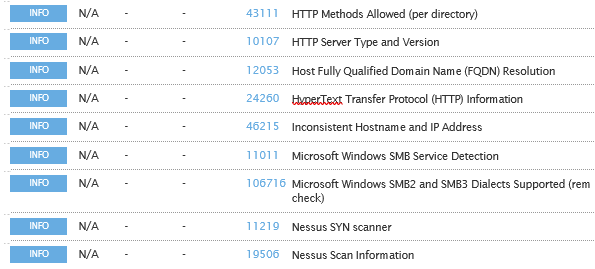 INFO N/A - - 43111 HTTP Methods Allowed (per directory)
INFO N/A - - 10107 HTTP Server Type and Version
INFO N/A - - 12053 Host Fully Qualified Domain Name (FQDN) Resolution
INFO N/A - - 24260 HyperText Transfer Protocol (HTTP) Information
INFO N/A - - 46215 Inconsistent Hostname and IP Address
INFO N/A - - 11011 Microsoft Windows SMB Service Detection
INFO N/A - - 106716 Microsoft Windows SMB2 and SMB3 Dialects Supported (rem
check)
INFO N/A - - 11219 Nessus SYN scanner
INFO N/A - - 19506 Nessus Scan Information